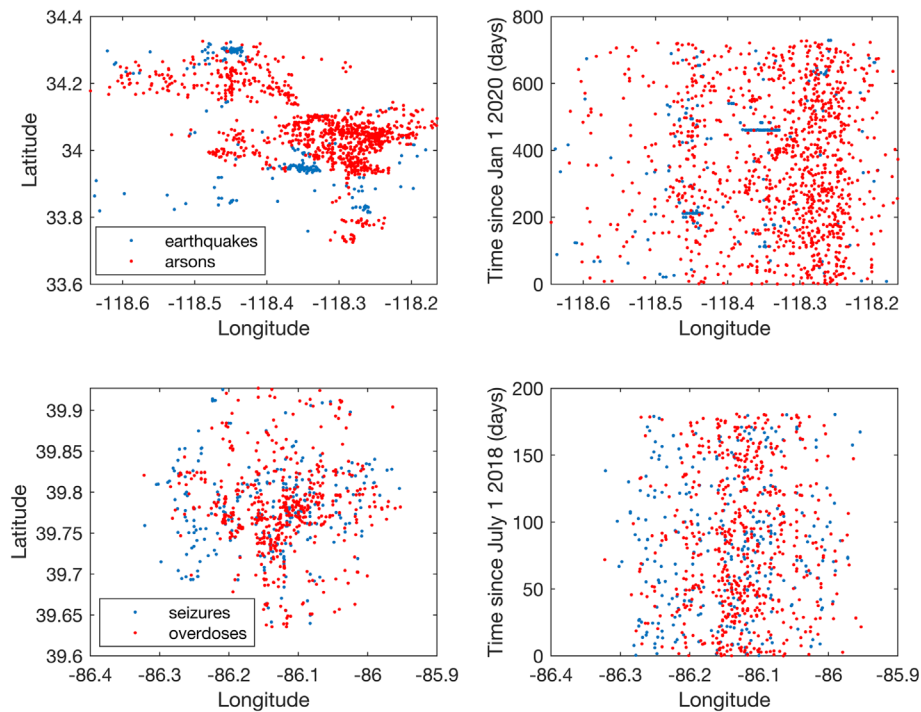 34.4
34.2
34
33.8
33.6
Latitude
earthquakes
arsons
-118.6 -118.5 -118.4 -118.3 -118.2
Longitude
800
600
400
200
0
Time since Jan 1 2020 (days)
-118.6 -118.5 -118.4 -118.3 -118.2
Longitude
39.9
39.85
39.8
39.75
39.7
39.65
39.6
Latitude
seizures
overdoses
-86.4 -86.3 -86.2 -86.1 -86 -85.9
Longitude
200
150
100
50
0
Time since July 1 2018 (days)
-86.4 -86.3 -86.2 -86.1 -86 -85.9
Longitude